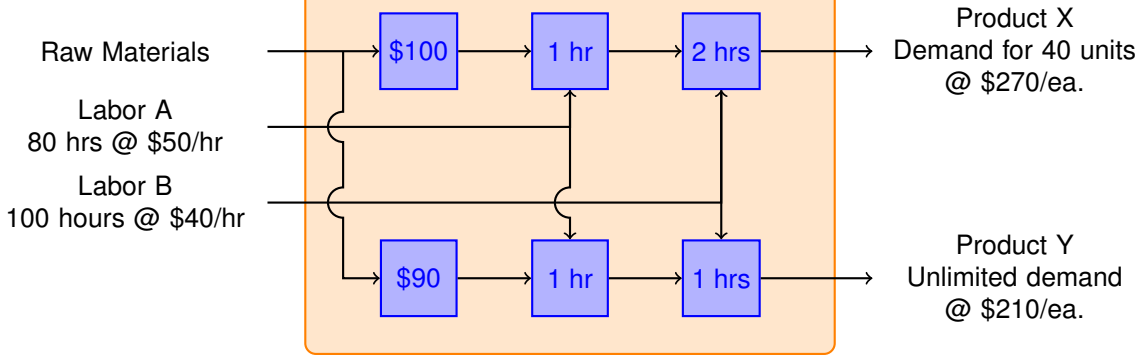 Raw Materials
$100
1 hr
2 hrs
Product X
Demand for 40 units
@ $270/ea.
Labor A
80 hrs @ $50/hr
Labor B
100 hours @ $40/hr
$90
1 hr
1 hrs
Product Y
Unlimited demand
@ $210/ea.